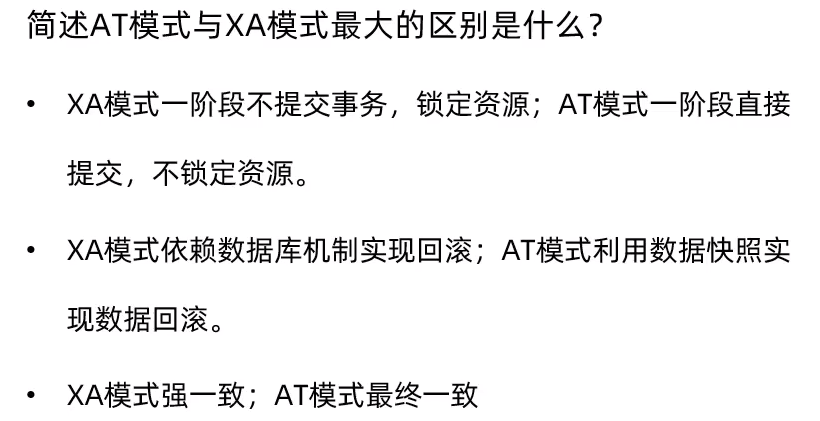 简述AT模式与XA模式最大的区别是什么？
• XA模式一阶段不提交事务，锁定资源；AT模式一阶段直接
提交，不锁定资源。
• XA模式依赖数据库机制实现回滚；AT模式利用数据快照实
现数据回滚。
• XA模式强一致；AT模式最终一致